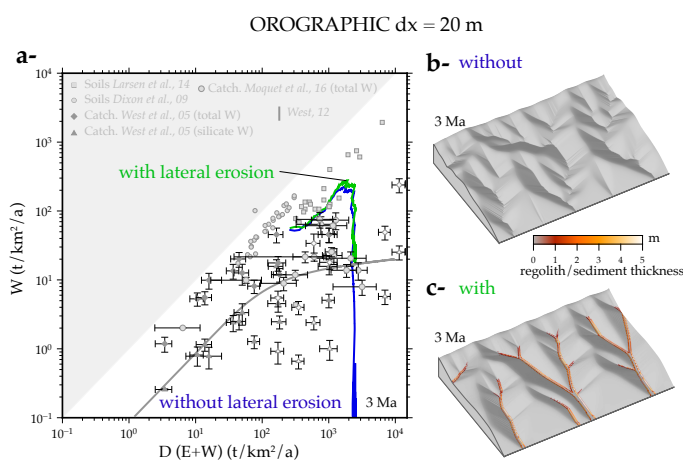 OROGRAPHIC dx = 20 m
a-
Soils Larsen et al., 14
Soils Dixon et al., 09
Catch. West et al., 05 (total W)
Catch. West et al., 05 (silicate W)
Catch. Moquet et al., 16 (total W)
West, 12
with lateral erosion
without lateral erosion
3 Ma
W (t/km²/a)
10⁴
10³
10²
10¹
10⁰
10⁻¹
10⁻¹ 10⁰ 10¹ 10² 10³ 10⁴
D (E+W) (t/km²/a)
b- without
3 Ma
m
0 1 2 3 4 5
regolith/sediment thickness
c- with
3 Ma